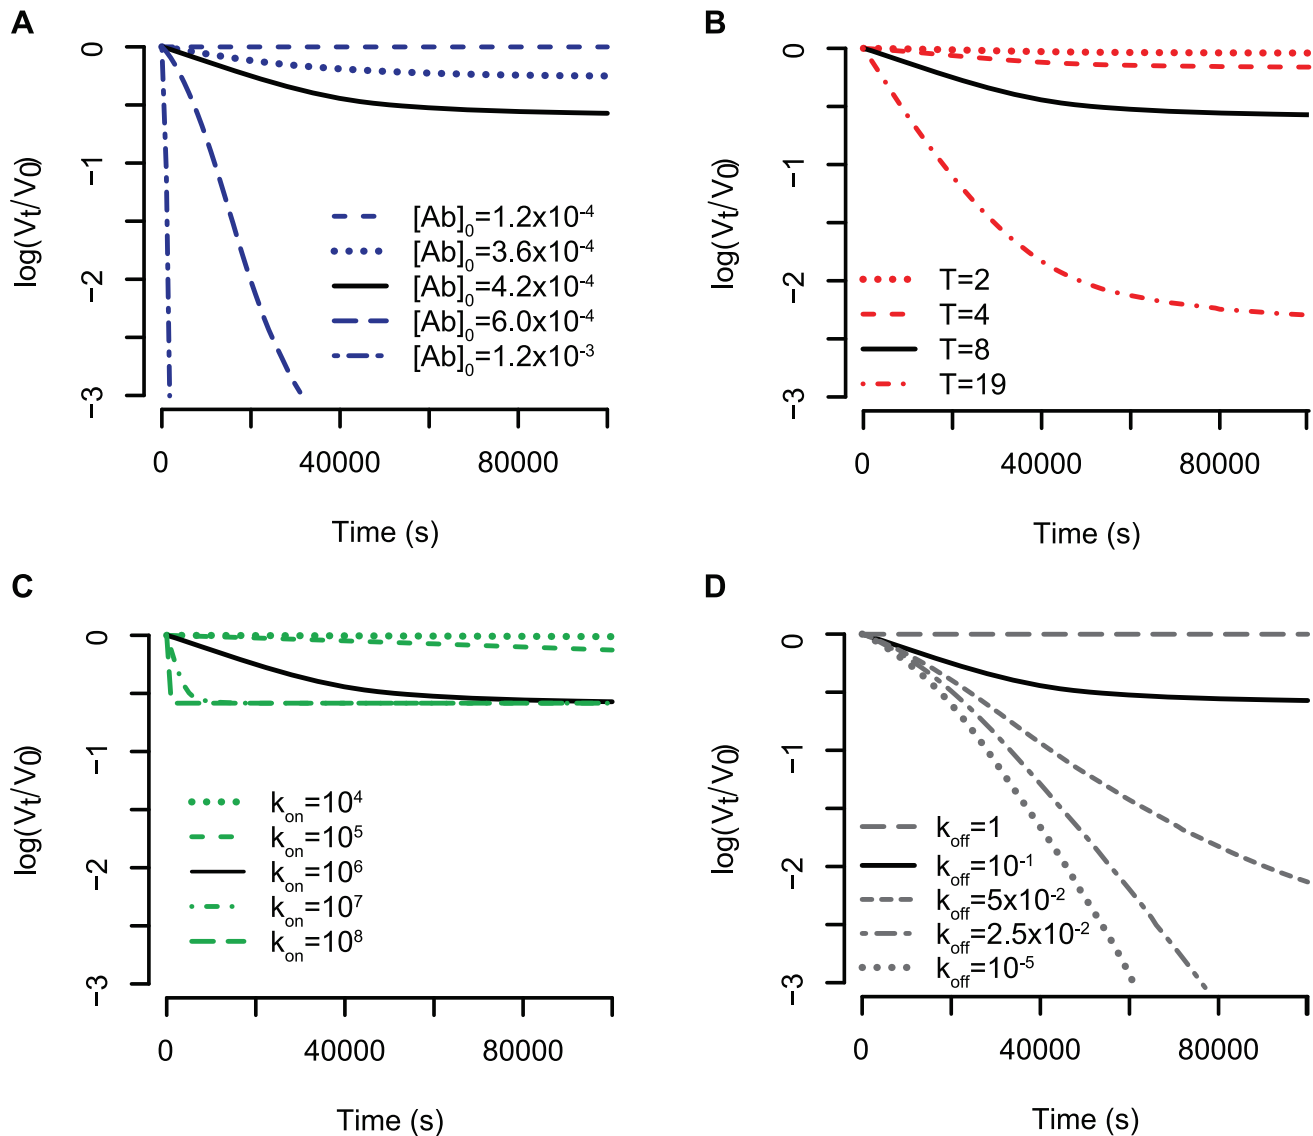 A
0
−1
−2
−3
log(Vt/V0)
[Ab]0=1.2x10-4
[Ab]0=3.6x10-4
[Ab]0=4.2x10-4
[Ab]0=6.0x10-4
[Ab]0=1.2x10-3
0 40000 80000
Time (s)
B
0
−1
−2
−3
log(Vt/V0)
T=2
T=4
T=8
T=19
0 40000 80000
Time (s)
C
0
−1
−2
−3
log(Vt/V0)
kon=104
kon=105
kon=106
kon=107
kon=108
0 40000 80000
Time (s)
D
0
−1
−2
−3
log(Vt/V0)
koff=1
koff=10-1
koff=5x10-2
koff=2.5x10-2
koff=10-5
0 40000 80000
Time (s)